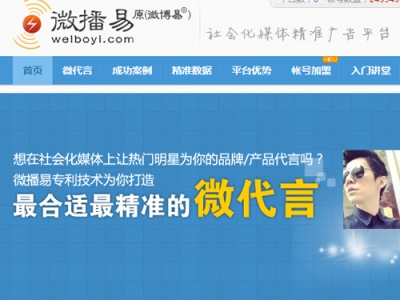 微播易 原(微博易®)
weiboyi.com
社会化媒体精准广告平台
首页 微代言 成功案例 精准数据 平台优势 帐号加盟 入门讲堂
想在社会化媒体上让热门明星为你的品牌/产品代言吗？
微播易专利技术为你打造
最合适最精准的微代言